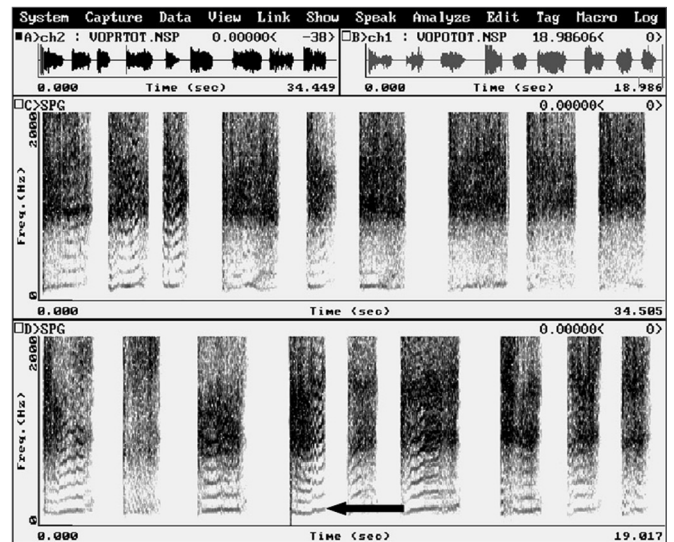 System Capture Data View Link Show Speak Analyze Edit Tag Macro Log
A>ch2 : VOPRTOT.NSP 0.00000< -38> B>ch1 : VOPOTOT.NSP 18.98606< 0>
0.000 Time (sec) 34.449 0.000 Time (sec) 18.986
C>SPG 0.00000< 0>
2000
Freq.(Hz)
0
0.000 Time (sec) 34.505
D>SPG 0.00000< 0>
2000
Freq.(Hz)
0
0.000 Time (sec) 19.017